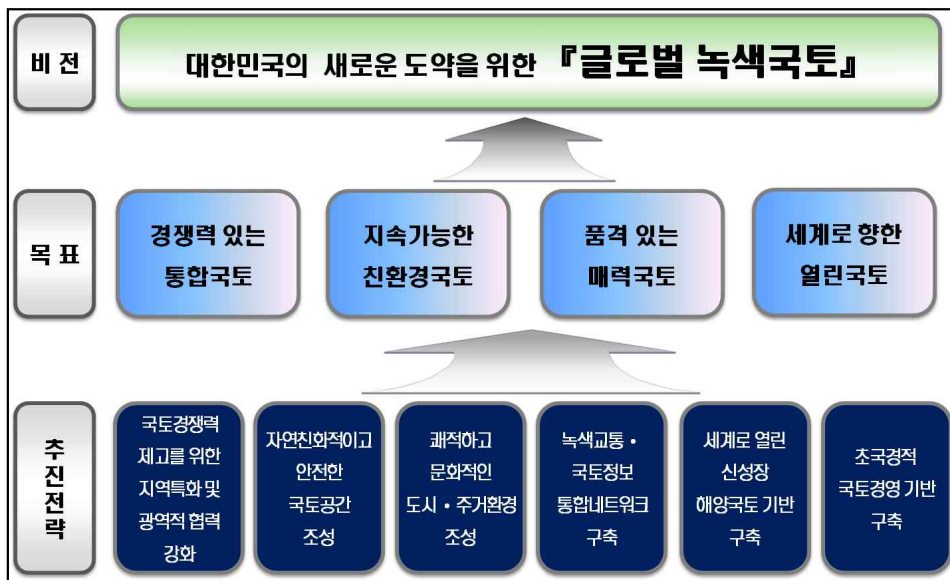 비 전
대한민국의 새로운 도약을 위한 『글로벌 녹색국토』
목 표
경쟁력 있는
통합국토
지속가능한
친환경국토
품격 있는
매력국토
세계로 향한
열린국토
추진전략
국토경쟁력
제고를 위한
지역특화 및
광역적 협력
강화
자연친화적이고
안전한
국토공간
조성
쾌적하고
문화적인
도시・주거환경
조성
녹색교통・
국토정보
통합네트워크
구축
세계로 열린
신성장
해양국토 기반
구축
초국경적
국토경영 기반
구축